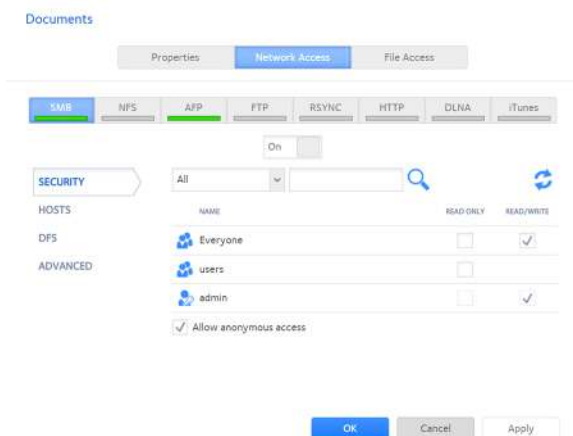 Documents
Properties Network Access File Access
SMB NFS AFP FTP RSYNC HTTP DLNA iTunes
On
SECURITY All
HOSTS NAME READ ONLY READ/WRITE
Everyone
DFS users
ADVANCED admin
Allow anonymous access
OK Cancel Apply